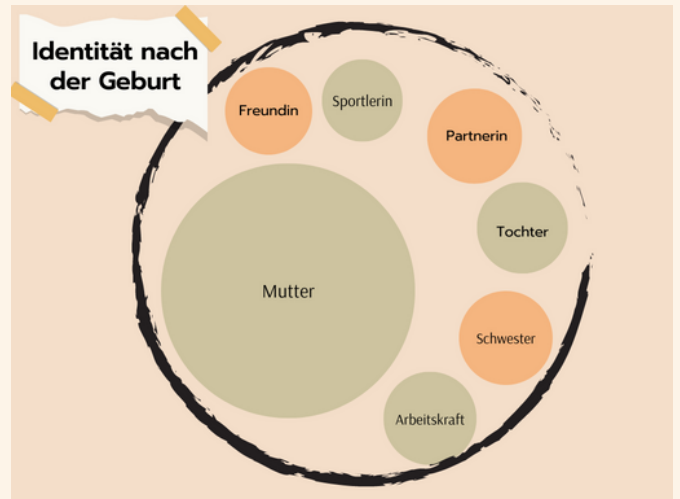 Identität nach
der Geburt
Freundin
Sportlerin
Partnerin
Tochter
Mutter
Schwester
Arbeitskraft